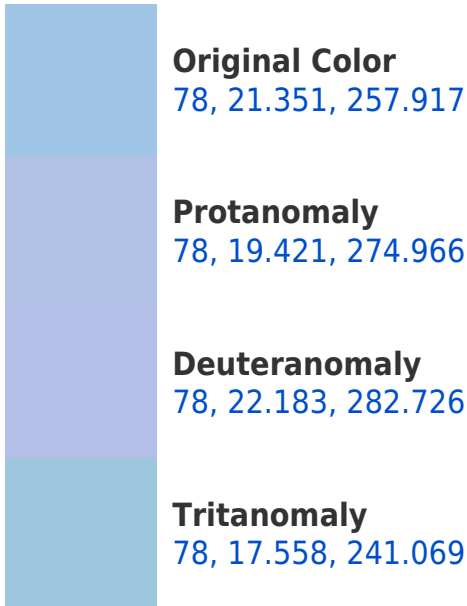 Original Color
78, 21.351, 257.917
Protanomaly
78, 19.421, 274.966
Deuteranomaly
78, 22.183, 282.726
Tritanomaly
78, 17.558, 241.069